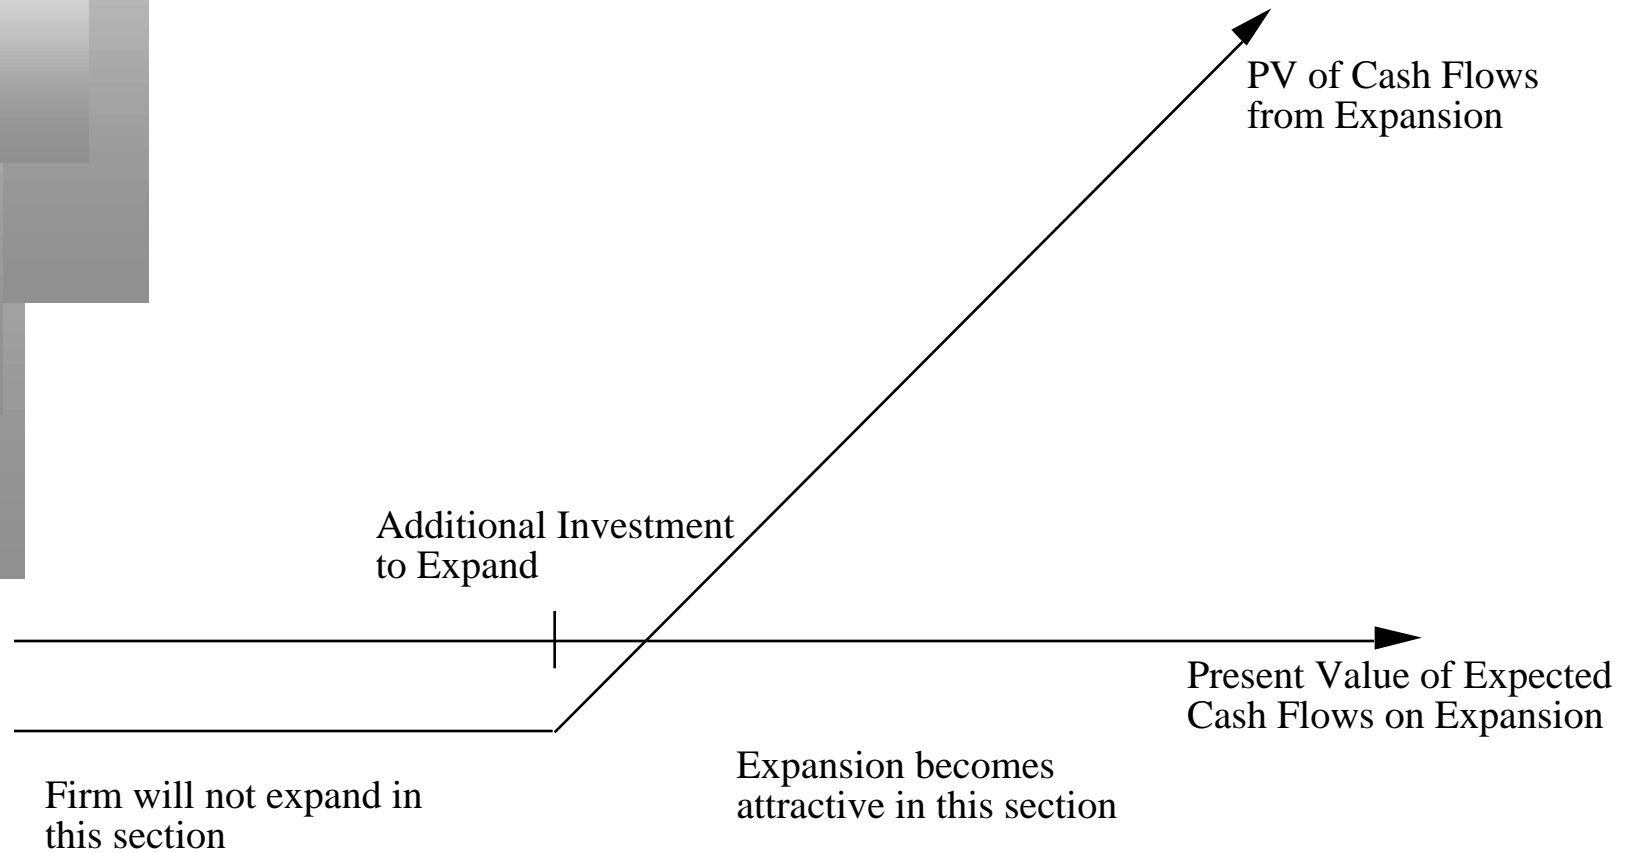 PV of Cash Flows
from Expansion
Additional Investment
to Expand
Present Value of Expected
Cash Flows on Expansion
Expansion becomes
attractive in this section
Firm will not expand in
this section